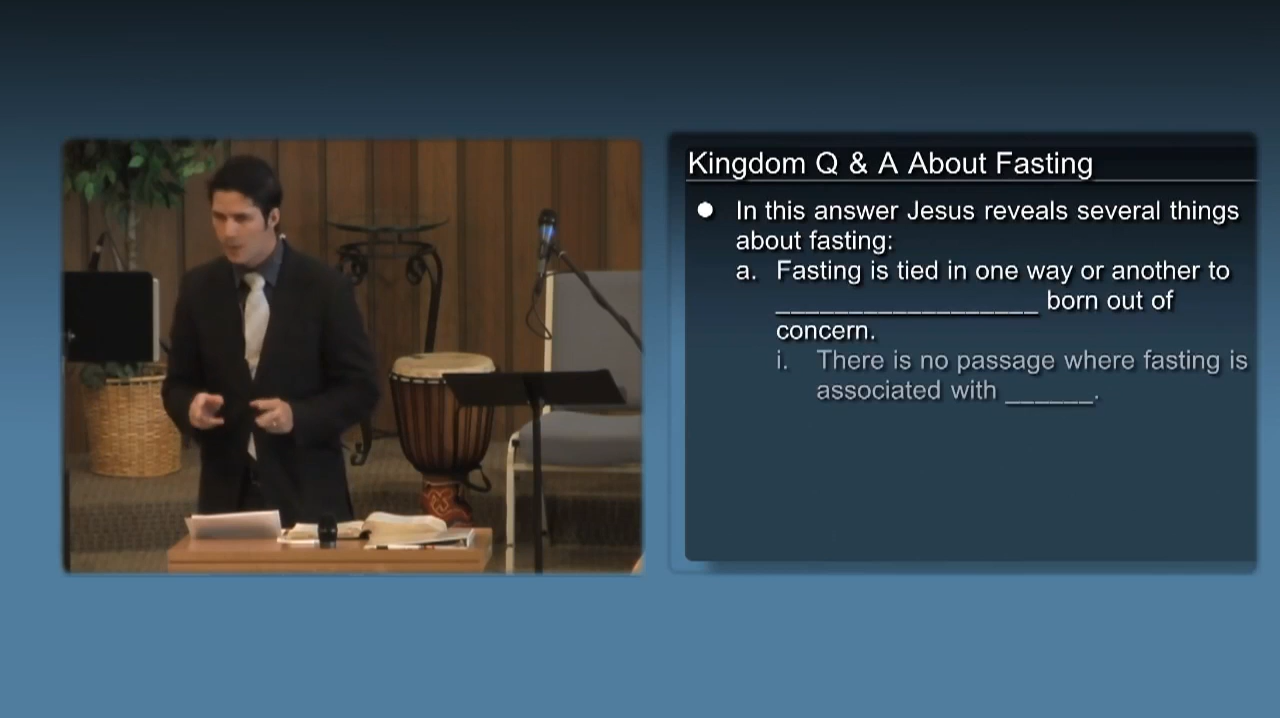 Kingdom Q & A About Fasting
● In this answer Jesus reveals several things
about fasting:
a. Fasting is tied in one way or another to
__________________ born out of
concern.
i. There is no passage where fasting is
associated with ______.